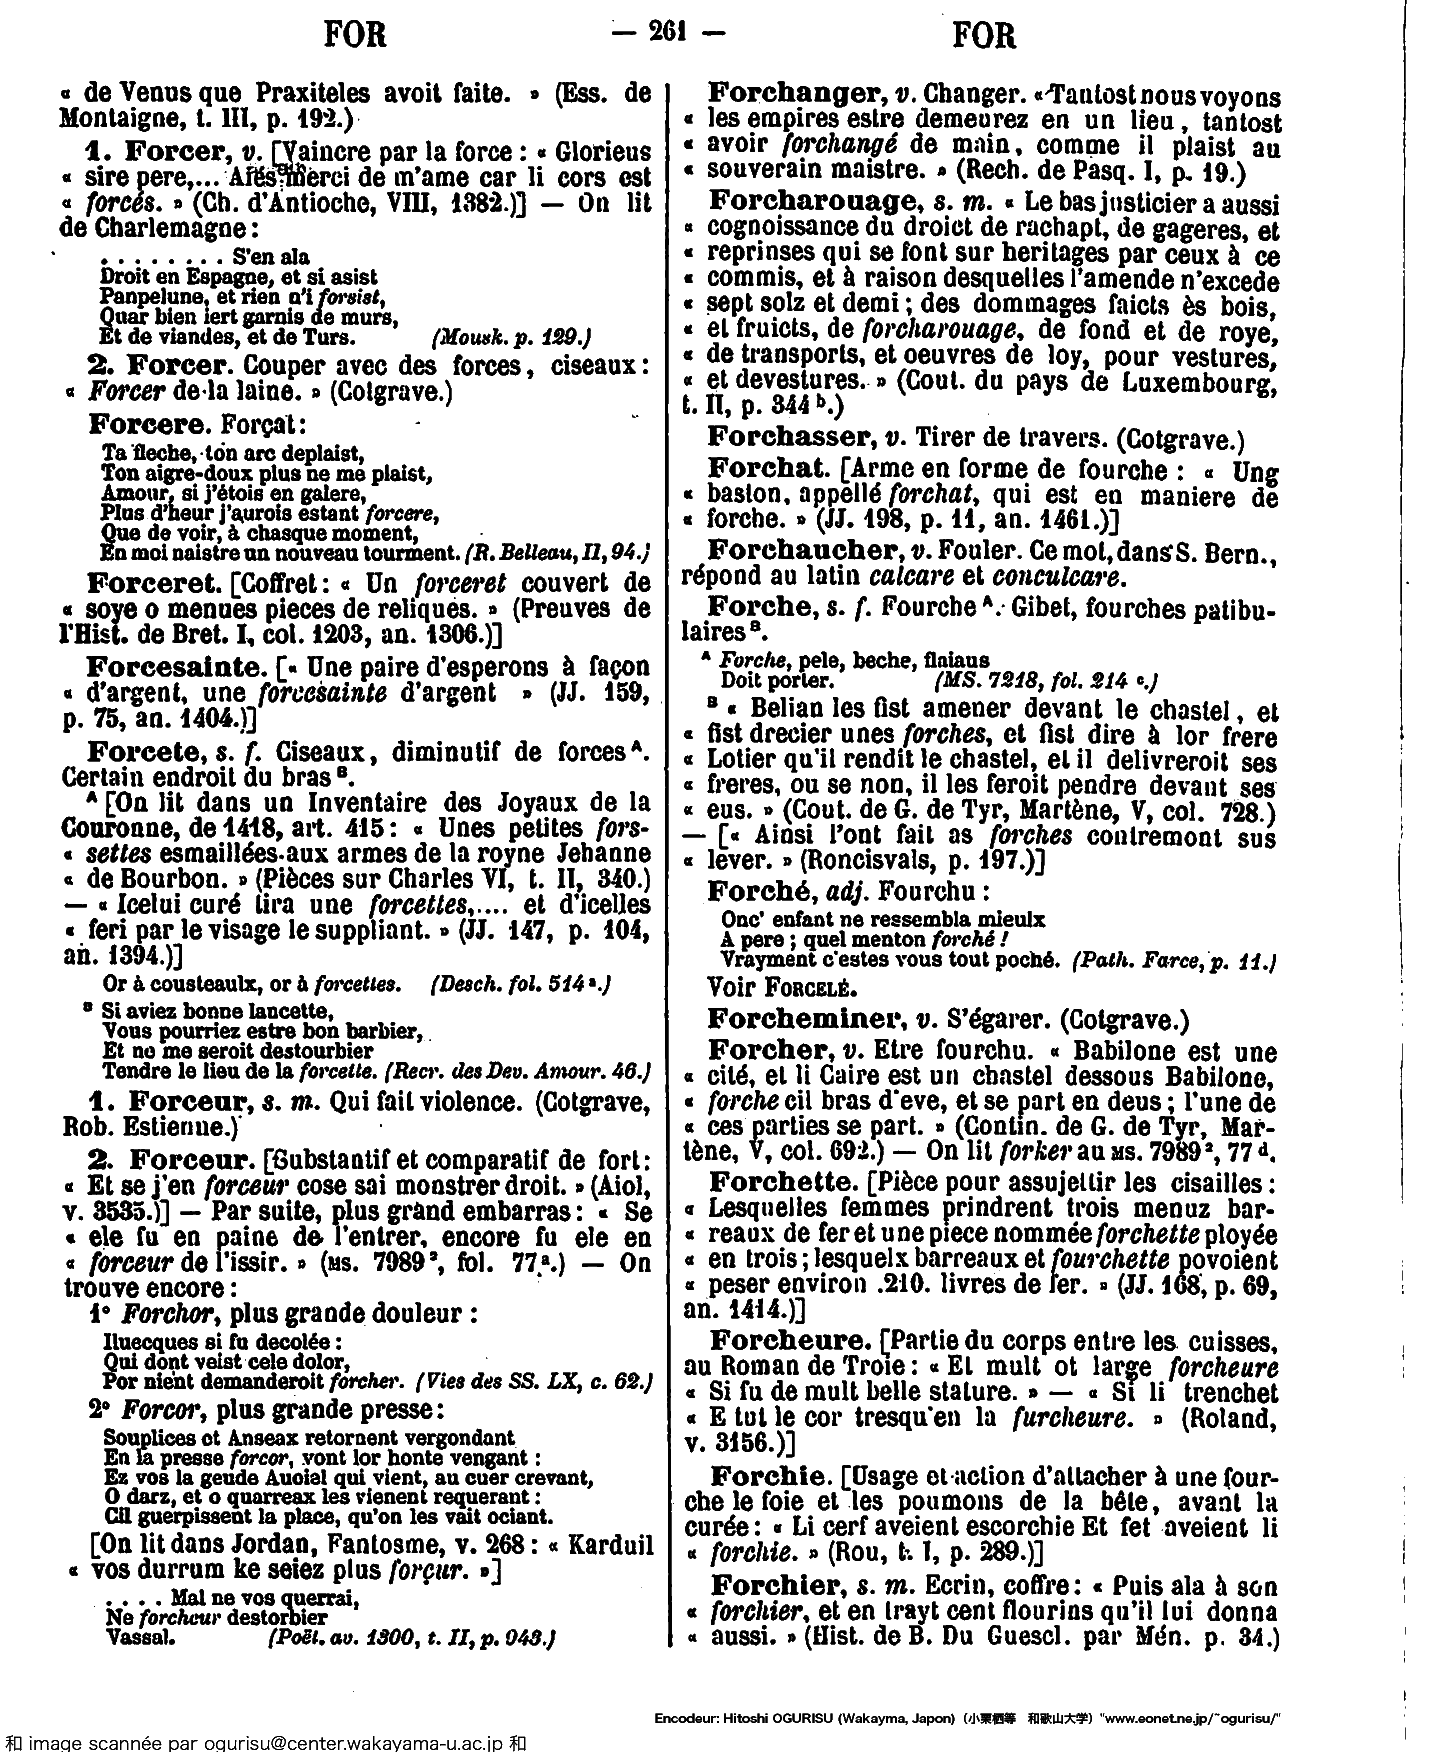 FOR — 261 — FOR
« de Venus que Praxiteles avoit faite. » (Ess. de
Montaigne, t. III, p. 192.)
1. Forcer, v. [Vaincre par la force : « Glorieus
« sire pere,... merci de m'ame car li cors est
« forcés. » (Ch. d'Antioche, VIII, 1382.)] — On lit
de Charlemagne :
. . . . . . . . S'en ala
Droit en Espagne, et si asist
Panpelune, et rien n'i forsist,
Quar bien iert garnis de murs,
Et de viandes, et de Turs. (Mousk. p. 129.)
2. Forcer. Couper avec des forces, ciseaux :
« Forcer de la laine. » (Cotgrave.)
Forcere. Forçat :
Ta fleche, ton arc deplaist,
Ton aigre-doux plus ne me plaist,
Amour, si j'étois en galere,
Plus d'heur j'aurois estant forcere,
Que de voir, à chasque moment,
En moi naistre un nouveau tourment. (R. Belleau, II, 94.)
Forceret. [Coffret : « Un forceret couvert de
« soye o menues pieces de reliques. » (Preuves de
l'Hist. de Bret. I, col. 1203, an. 1306.)]
Forcesainte. [« Une paire d'esperons à façon
« d'argent, une forcesainte d'argent » (JJ. 159,
p. 75, an. 1404.)]
Forcete, s. f. Ciseaux, diminutif de forces ᴬ.
Certain endroit du bras ᴮ.
ᴬ [On lit dans un Inventaire des Joyaux de la
Couronne, de 1418, art. 415 : « Unes petites fors-
« settes esmaillées aux armes de la royne Jehanne
« de Bourbon. » (Pièces sur Charles VI, t. II, 340.)
— « Icelui curé tira une forcettes,.... et d'icelles
« feri par le visage le suppliant. » (JJ. 147, p. 104,
an. 1394.)]
Or à cousteaulx, or à forcettes. (Desch. fol. 514 ᵃ.)
ᴮ Si aviez bonne lancette,
Vous pourriez estre bon barbier,
Et ne me seroit destourbier
Tendre le lieu de la forcette. (Recr. des Dev. Amour. 46.)
1. Forceur, s. m. Qui fait violence. (Cotgrave,
Rob. Estienne.)
2. Forceur. [Substantif et comparatif de fort :
« Et se j'en forceur cose sai monstrer droit. » (Aiol,
v. 3535.)] — Par suite, plus grand embarras : « Se
« ele fu en paine de l'entrer, encore fu ele en
« forceur de l'issir. » (ms. 7989 ², fol. 77 ᵃ.) — On
trouve encore :
1° Forchor, plus grande douleur :
Iluecques si fu decolée :
Qui dont veist cele dolor,
Por nient demanderoit forcher. (Vies des SS. LX, c. 62.)
2° Forcor, plus grande presse :
Souplices et Anseax retornent vergondant
En la presse forcor, vont lor honte vengant :
Ez vos la geude Auoial qui vient, au cuer crevant,
O darz, et o quarreax les vienent requerant :
Cil guerpissent la place, qu'on les vait ociant.
[On lit dans Jordan, Fantosme, v. 268 : « Karduil
« vos durrum ke seiez plus forçur. »]
. . . . Mal ne vos querrai,
Ne forcheur destorbier
Vassal. (Poët. av. 1300, t. II, p. 943.)
Forchanger, v. Changer. « Tantost nous voyons
« les empires estre demeurez en un lieu, tantost
« avoir forchangé de main, comme il plaist au
« souverain maistre. » (Rech. de Pasq. I, p. 19.)
Forcharouage, s. m. « Le bas justicier a aussi
« cognoissance du droict de rachapt, de gageres, et
« reprinses qui se font sur heritages par ceux à ce
« commis, et à raison desquelles l'amende n'excede
« sept solz et demi ; des dommages faicts ès bois,
« et fruicts, de forcharouage, de fond et de roye,
« de transports, et oeuvres de loy, pour vestures,
« et devestures. » (Cout. du pays de Luxembourg,
t. II, p. 344 ᵇ.)
Forchasser, v. Tirer de travers. (Cotgrave.)
Forchat. [Arme en forme de fourche : « Ung
« baston, appellé forchat, qui est en maniere de
« forche. » (JJ. 198, p. 11, an. 1461.)]
Forchaucher, v. Fouler. Ce mot, dans S. Bern.,
répond au latin calcare et conculcare.
Forche, s. f. Fourche ᴬ. Gibet, fourches patibu-
laires ᴮ.
ᴬ Forche, pele, beche, flaiaus
Doit porter. (MS. 7218, fol. 214 ᶜ.)
ᴮ « Belian les fist amener devant le chastel, et
« fist drecier unes forches, et fist dire à lor frere
« Lotier qu'il rendit le chastel, et il delivreroit ses
« freres, ou se non, il les feroit pendre devant ses
« eus. » (Cout. de G. de Tyr, Martène, V, col. 728.)
— [« Ainsi l'ont fait as forches contremont sus
« lever. » (Roncisvals, p. 197.)]
Forché, adj. Fourchu :
Onc' enfant ne ressembla mieulx
A pere ; quel menton forché !
Vrayment c'estes vous tout poché. (Path. Farce, p. 11.)
Voir Forcelé.
Forcheminer, v. S'égarer. (Cotgrave.)
Forcher, v. Etre fourchu. « Babilone est une
« cité, et li Caire est un chastel dessous Babilone,
« forche cil bras d'eve, et se part en deus ; l'une de
« ces parties se part. » (Contin. de G. de Tyr, Mar-
tène, V, col. 692.) — On lit forker au ms. 7989 ², 77 ᵈ.
Forchette. [Pièce pour assujettir les cisailles :
« Lesquelles femmes prindrent trois menuz bar-
« reaux de fer et une piece nommée forchette ployée
« en trois ; lesquelx barreaux et fourchette povoient
« peser environ .210. livres de fer. » (JJ. 168, p. 69,
an. 1414.)]
Forcheure. [Partie du corps entre les cuisses,
au Roman de Troie : « El mult ot large forcheure
« Si fu de mult belle stature. » — « Si li trenchet
« E tut le cor tresqu'en la furcheure. » (Roland,
v. 3156.)]
Forchie. [Usage et action d'attacher à une four-
che le foie et les poumons de la bête, avant la
curée : « Li cerf aveient escorchie Et fet aveient li
« forchie. » (Rou, t. I, p. 289.)]
Forchier, s. m. Ecrin, coffre : « Puis ala à son
« forchier, et en trayt cent flourins qu'il lui donna
« aussi. » (Hist. de B. Du Guescl. par Mén. p. 34.)
Encodeur: Hitoshi OGURISU (Wakayma, Japon) (小栗栖等 和歌山大学) "www.eonet.ne.jp/~ogurisu/"
和 image scannée par ogurisu@center.wakayama-u.ac.jp 和